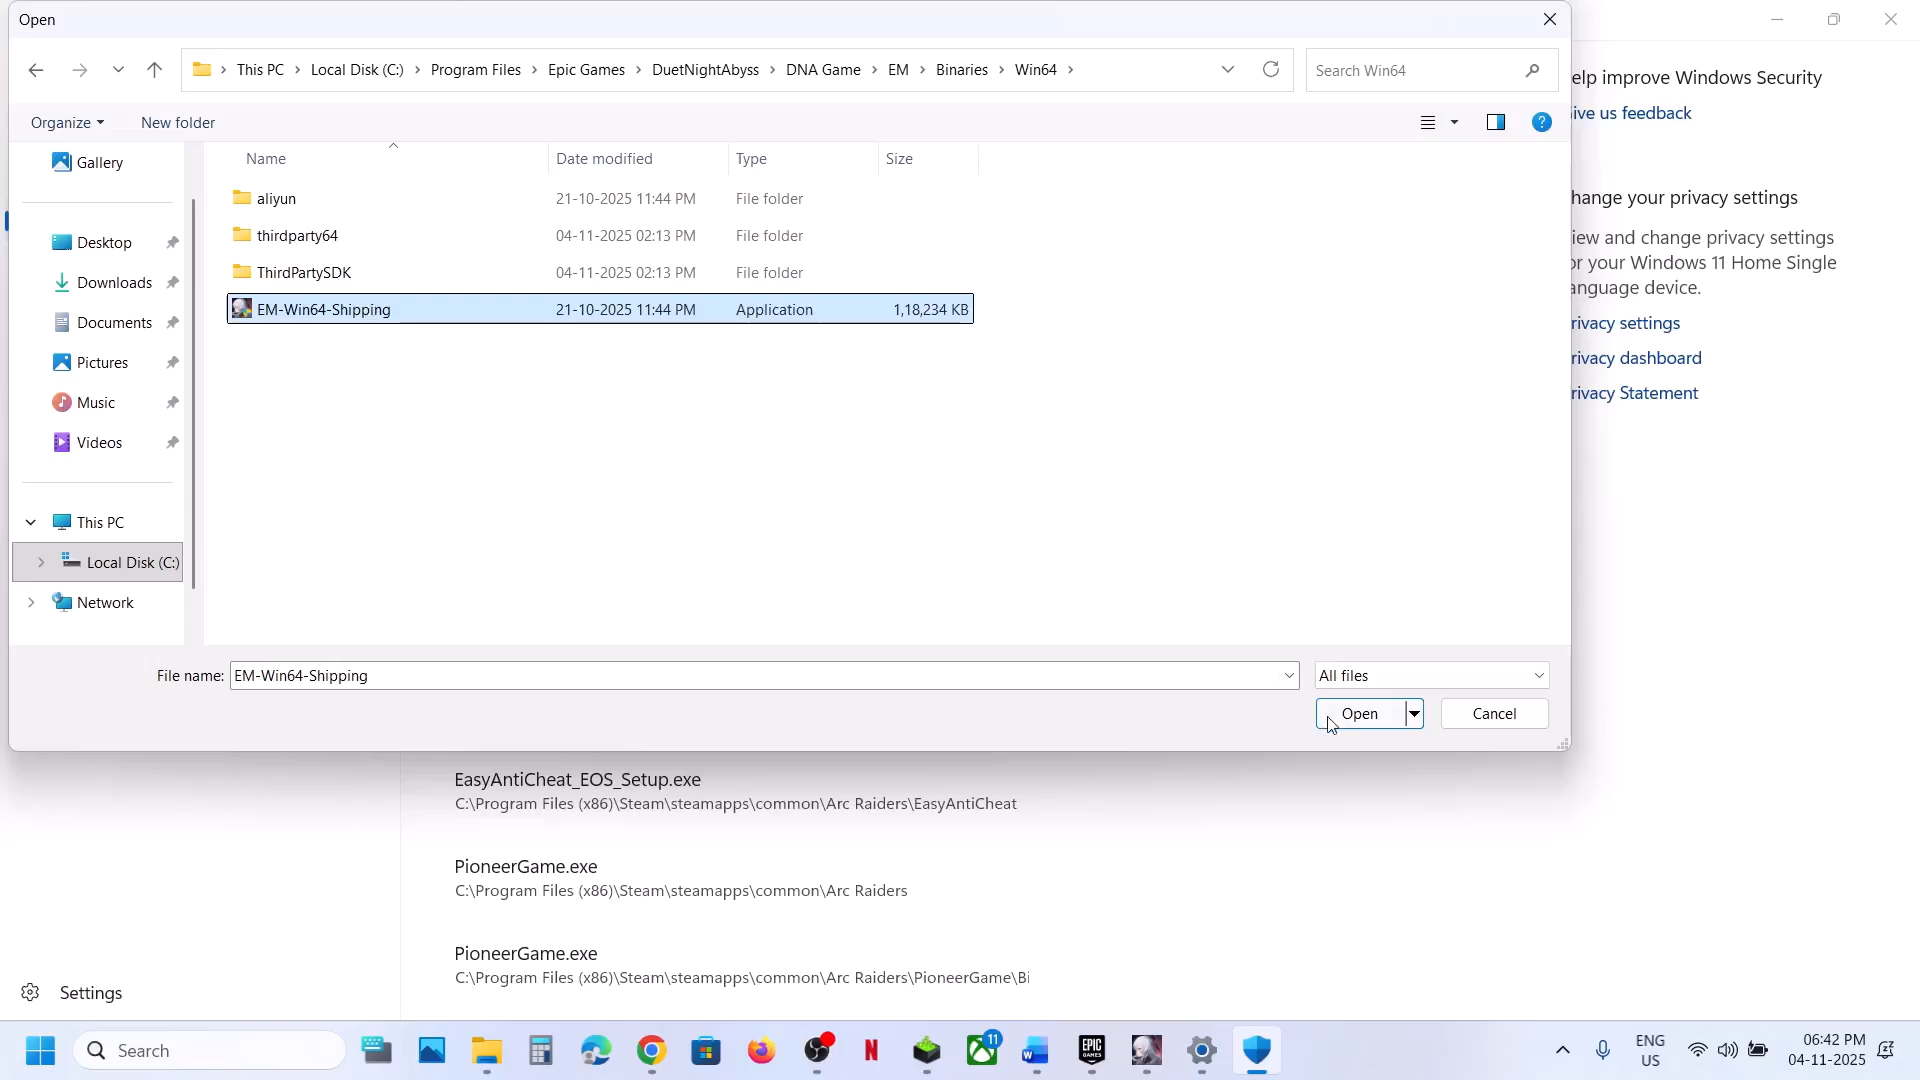 Open
This PC > Local Disk (C:) > Program Files > Epic Games > DuetNightAbyss > DNA Game > EM > Binaries > Win64 >
Search Win64
Organize
New folder
Gallery
Desktop
Downloads
Documents
Pictures
Music
Videos
This PC
Local Disk (C:)
Network
Name Date modified Type Size
aliyun 21-10-2025 11:44 PM File folder
thirdparty64 04-11-2025 02:13 PM File folder
ThirdPartySDK 04-11-2025 02:13 PM File folder
EM-Win64-Shipping 21-10-2025 11:44 PM Application 1,18,234 KB
File name: EM-Win64-Shipping
All files
Open
Cancel
elp improve Windows Security
ive us feedback
hange your privacy settings
iew and change privacy settings
or your Windows 11 Home Single
anguage device.
rivacy settings
rivacy dashboard
rivacy Statement
EasyAntiCheat_EOS_Setup.exe
C:\Program Files (x86)\Steam\steamapps\common\Arc Raiders\EasyAntiCheat
PioneerGame.exe
C:\Program Files (x86)\Steam\steamapps\common\Arc Raiders
PioneerGame.exe
C:\Program Files (x86)\Steam\steamapps\common\Arc Raiders\PioneerGame\Bi
Settings
Search
N
11
W
EPIC
GAMES
ENG
US
06:42 PM
04-11-2025